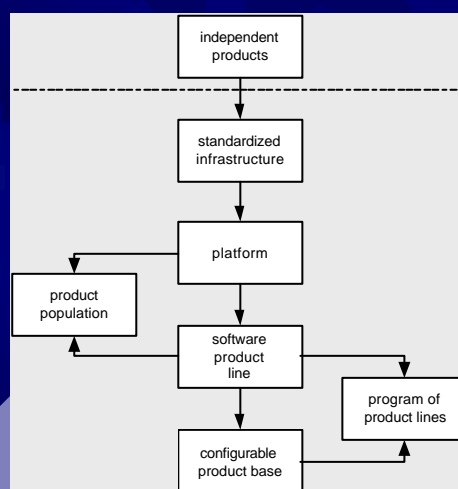 independent
products
standardized
infrastructure
platform
product
population
software
product
line
program of
product lines
configurable
product base